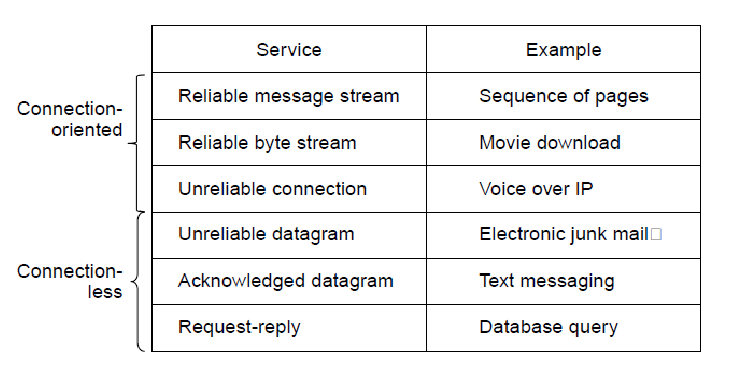 Service Example
Reliable message stream Sequence of pages
Connection-
oriented
Reliable byte stream Movie download
Unreliable connection Voice over IP
Unreliable datagram Electronic junk mail□
Connection-
less
Acknowledged datagram Text messaging
Request-reply Database query